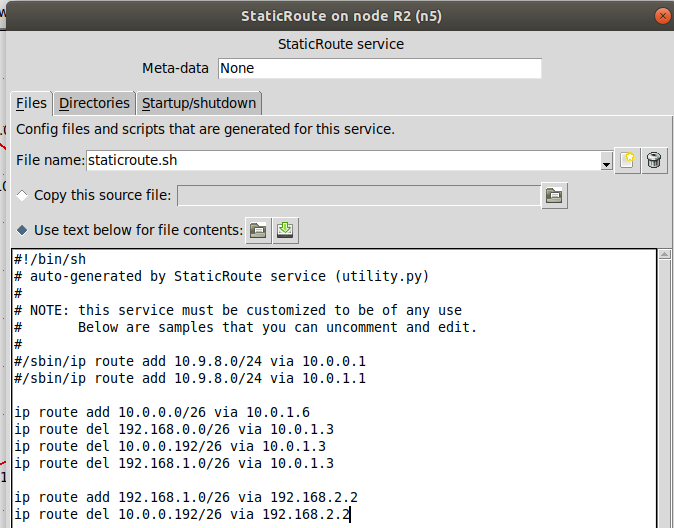 StaticRoute on node R2 (n5)
StaticRoute service
Meta-data None
Files Directories Startup/shutdown
Config files and scripts that are generated for this service.
File name: staticroute.sh
Copy this source file:
Use text below for file contents:
#!/bin/sh
# auto-generated by StaticRoute service (utility.py)
#
# NOTE: this service must be customized to be of any use
#       Below are samples that you can uncomment and edit.
#
#/sbin/ip route add 10.9.8.0/24 via 10.0.0.1
#/sbin/ip route add 10.9.8.0/24 via 10.0.1.1
ip route add 10.0.0.0/26 via 10.0.1.6
ip route del 192.168.0.0/26 via 10.0.1.3
ip route del 10.0.0.192/26 via 10.0.1.3
ip route del 192.168.1.0/26 via 10.0.1.3
ip route add 192.168.1.0/26 via 192.168.2.2
ip route del 10.0.0.192/26 via 192.168.2.2